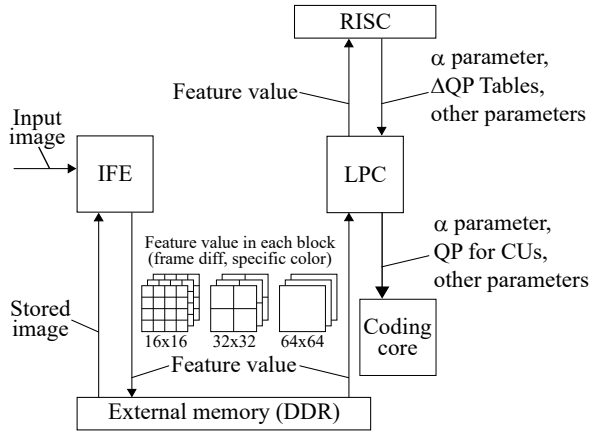 RISC
Feature value
α parameter,
ΔQP Tables,
other parameters
Input
image
IFE
LPC
Feature value in each block
(frame diff, specific color)
16x16
32x32
64x64
α parameter,
QP for CUs,
other parameters
Stored
image
Coding
core
Feature value
External memory (DDR)